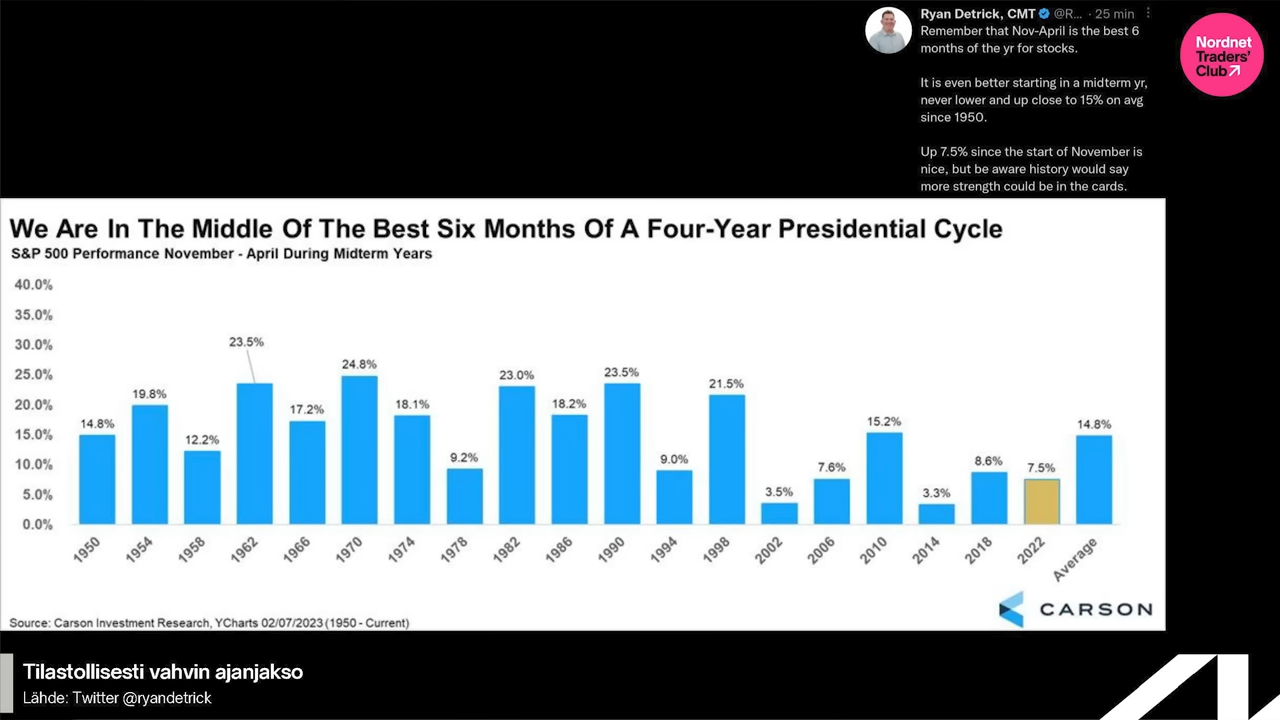 Ryan Detrick, CMT @R... · 25 min
Remember that Nov-April is the best 6
months of the yr for stocks.
It is even better starting in a midterm yr,
never lower and up close to 15% on avg
since 1950.
Up 7.5% since the start of November is
nice, but be aware history would say
more strength could be in the cards.
Nordnet
Traders'
Club
We Are In The Middle Of The Best Six Months Of A Four-Year Presidential Cycle
S&P 500 Performance November - April During Midterm Years
40.0%
35.0%
30.0%
25.0%
20.0%
15.0%
10.0%
5.0%
0.0%
14.8%
19.8%
12.2%
23.5%
17.2%
24.8%
18.1%
9.2%
23.0%
18.2%
23.5%
9.0%
21.5%
3.5%
7.6%
15.2%
3.3%
8.6%
7.5%
14.8%
1950
1954
1958
1962
1966
1970
1974
1978
1982
1986
1990
1994
1998
2002
2006
2010
2014
2018
2022
Average
CARSON
Source: Carson Investment Research, YCharts 02/07/2023 (1950 - Current)
Tilastollisesti vahvin ajanjakso
Lähde: Twitter @ryandetrick